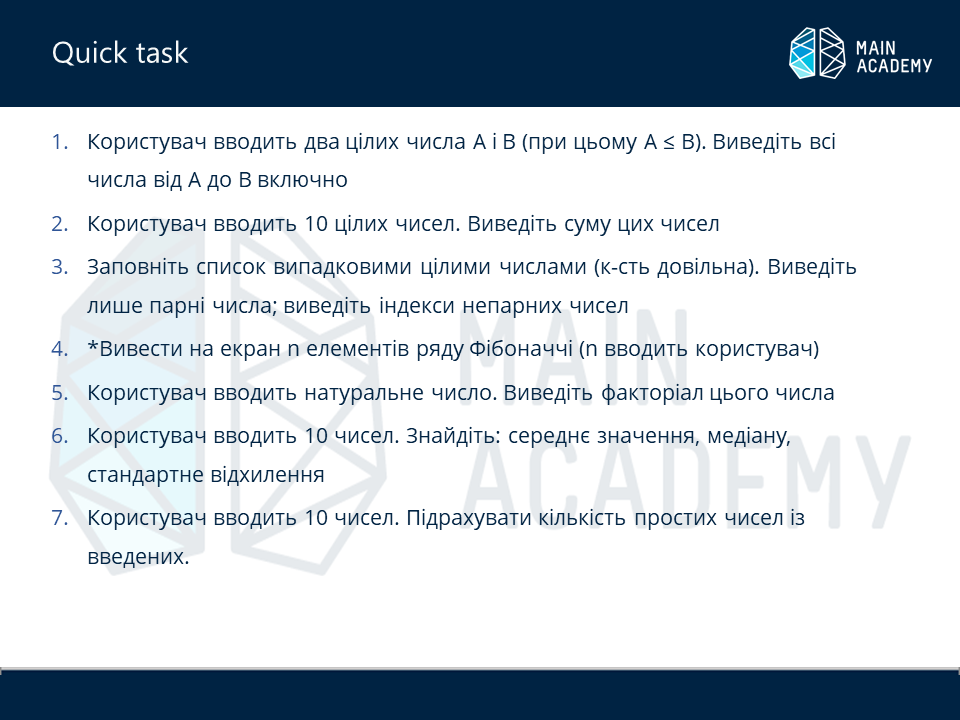 Quick task
MAIN
ACADEMY
1. Користувач вводить два цілих числа А і В (при цьому А ≤ В). Виведіть всі
числа від А до В включно
2. Користувач вводить 10 цілих чисел. Виведіть суму цих чисел
3. Заповніть список випадковими цілими числами (к-сть довільна). Виведіть
лише парні числа; виведіть індекси непарних чисел
4. *Вивести на екран n елементів ряду Фібоначчі (n вводить користувач)
5. Користувач вводить натуральне число. Виведіть факторіал цього числа
6. Користувач вводить 10 чисел. Знайдіть: середнє значення, медіану,
стандартне відхилення
7. Користувач вводить 10 чисел. Підрахувати кількість простих чисел із
введених.
MAIN
ACADEMY